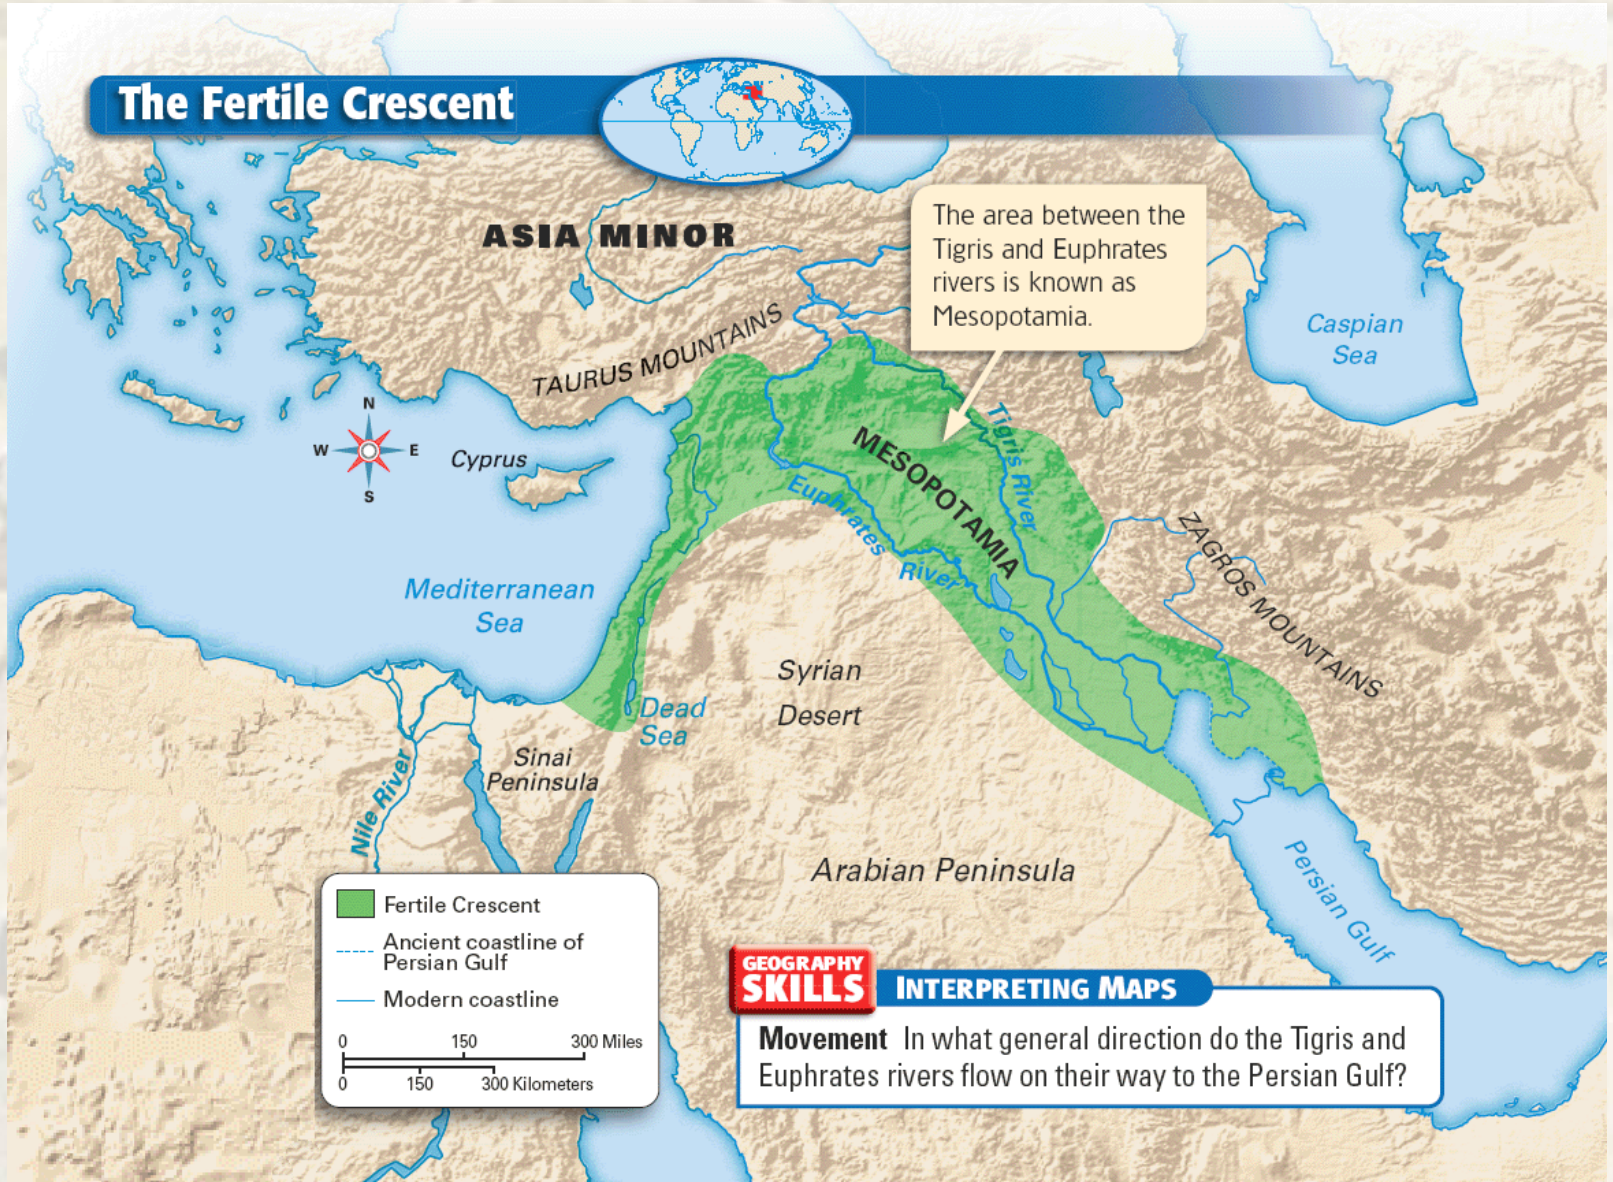 The Fertile Crescent
ASIA MINOR
The area between the
Tigris and Euphrates
rivers is known as
Mesopotamia.
Caspian
Sea
TAURUS MOUNTAINS
N
W
E
S
Cyprus
Tigris River
MESOPOTAMIA
Euphrates
River
ZAGROS MOUNTAINS
Mediterranean
Sea
Syrian
Desert
Dead
Sea
Sinai
Peninsula
Nile River
Arabian Peninsula
Persian Gulf
Fertile Crescent
Ancient coastline of
Persian Gulf
Modern coastline
0 150 300 Miles
0 150 300 Kilometers
GEOGRAPHY
SKILLS
INTERPRETING MAPS
Movement In what general direction do the Tigris and
Euphrates rivers flow on their way to the Persian Gulf?